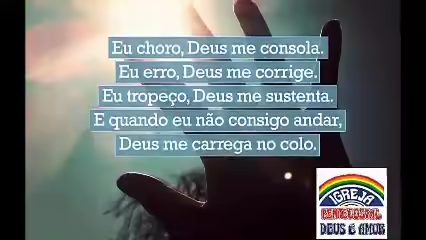 Eu choro, Deus me consola.
Eu erro, Deus me corrige.
Eu tropeço, Deus me sustenta.
E quando eu não consigo andar,
Deus me carrega no colo.
IGREJA
PENTECOSTAL
DEUS É AMOR